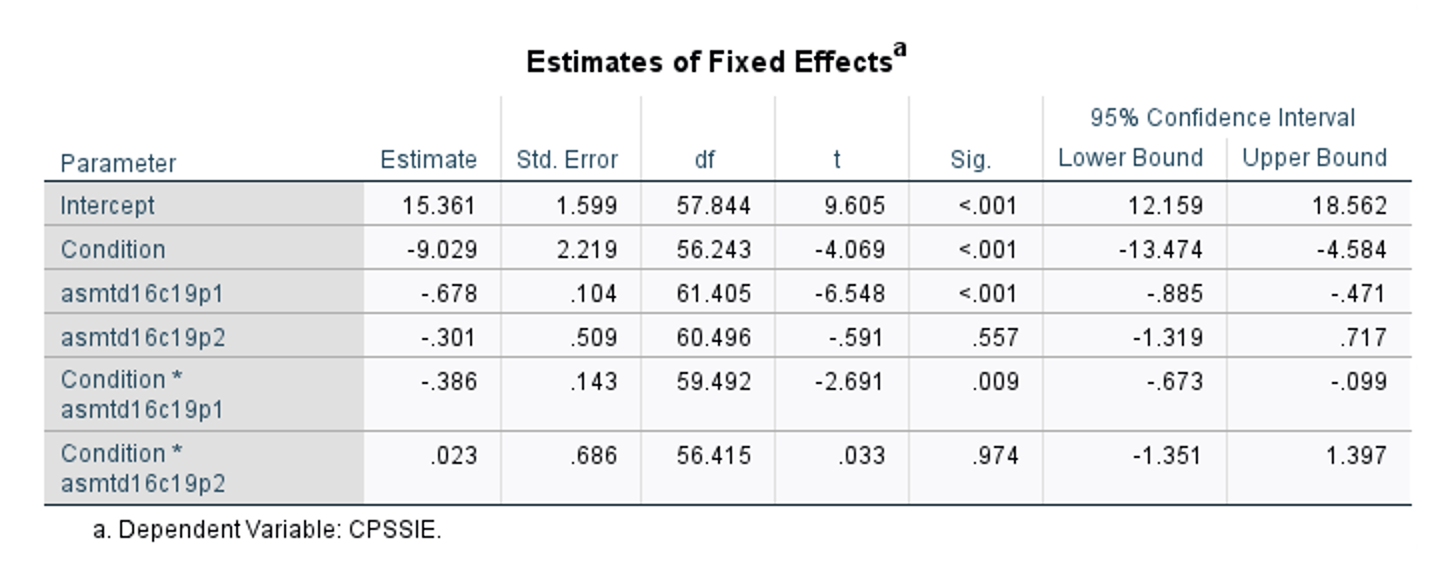 Estimates of Fixed Effects^a
95% Confidence Interval
Parameter Estimate Std. Error df t Sig. Lower Bound Upper Bound
Intercept 15.361 1.599 57.844 9.605 <.001 12.159 18.562
Condition -9.029 2.219 56.243 -4.069 <.001 -13.474 -4.584
asmtd16c19p1 -.678 .104 61.405 -6.548 <.001 -.885 -.471
asmtd16c19p2 -.301 .509 60.496 -.591 .557 -1.319 .717
Condition * -.386 .143 59.492 -2.691 .009 -.673 -.099
asmtd16c19p1
Condition * .023 .686 56.415 .033 .974 -1.351 1.397
asmtd16c19p2
a. Dependent Variable: CPSSIE.